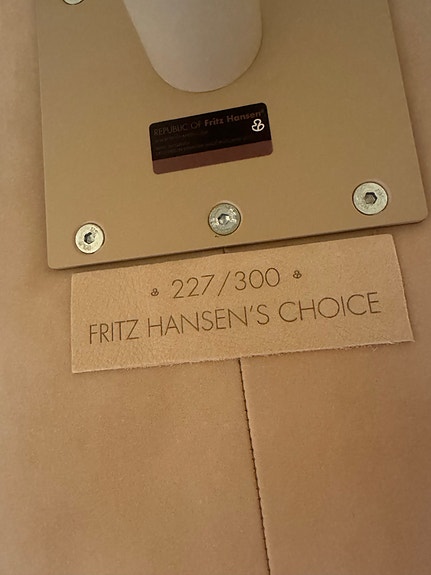 REPUBLIC OF Fritz Hansen®
227/300
FRITZ HANSEN'S CHOICE